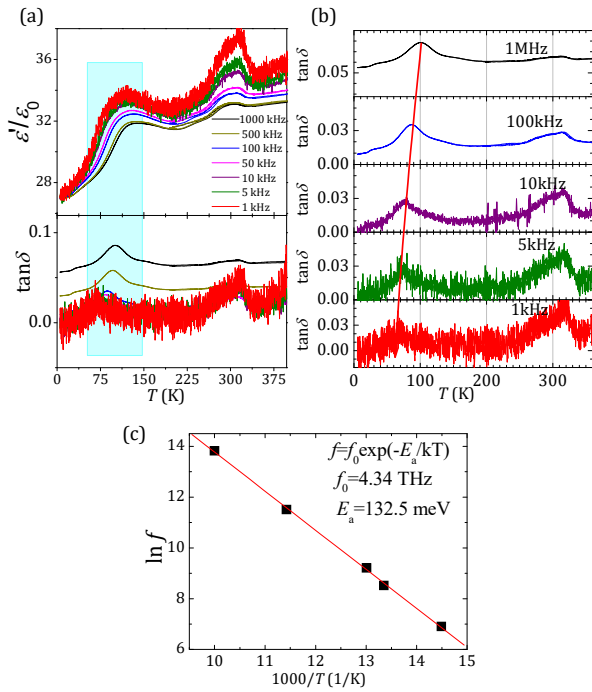 (a)
36
32
28
ε'/ε0
1000 kHz
500 kHz
100 kHz
50 kHz
10 kHz
5 kHz
1 kHz
0.1
0.0
tanδ
0 75 150 225 300 375
T (K)
(b)
1MHz
tanδ
0.05
100kHz
tanδ
0.03
0.00
10kHz
tanδ
0.03
0.00
5kHz
tanδ
0.03
0.00
1kHz
tanδ
0.03
0.00
0 100 200 300
T (K)
(c)
14
12
10
8
6
ln f
f=f0exp(-Ea/kT)
f0=4.34 THz
Ea=132.5 meV
10 11 12 13 14 15
1000/T (1/K)